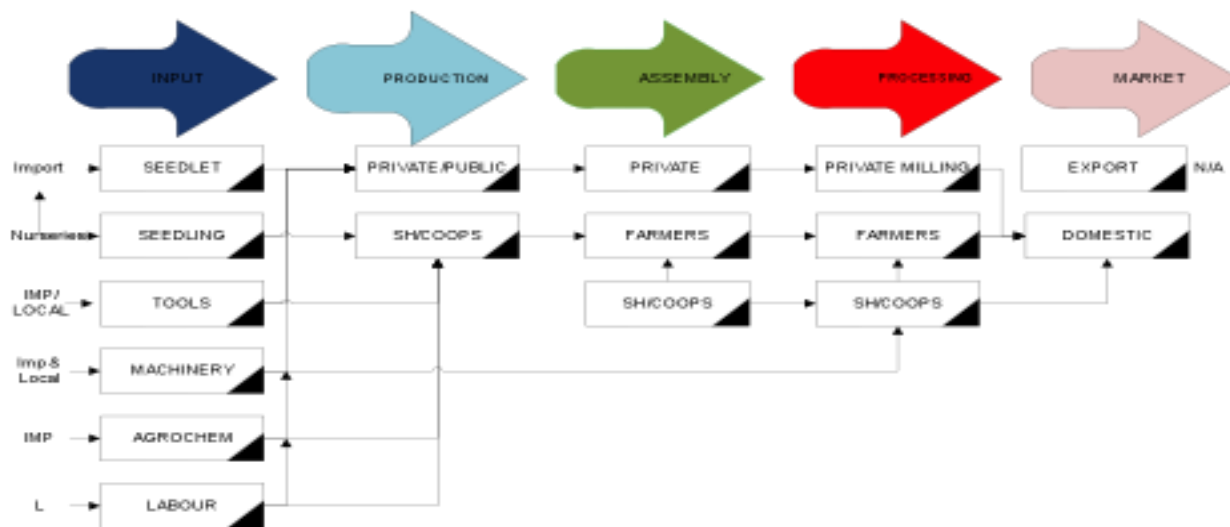 INPUT
PRODUCTION
ASSEMBLY
PROCESSING
MARKET
Import
SEEDLET
PRIVATE/PUBLIC
PRIVATE
PRIVATE MILLING
EXPORT
N/A
Nurseries
SEEDLING
SH/COOPS
FARMERS
FARMERS
DOMESTIC
IMP/
LOCAL
TOOLS
SH/COOPS
SH/COOPS
Imp &
Local
MACHINERY
IMP
AGROCHEM
L
LABOUR